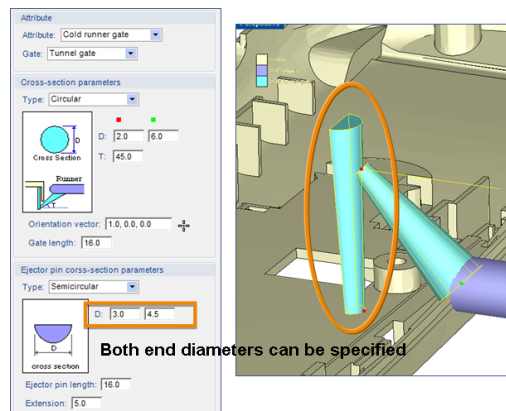 Attribute
Attribute: Cold runner gate
Gate: Tunnel gate
Cross-section parameters
Type: Circular
D
Cross Section
D: 2.0 6.0
T: 45.0
Runner
T
Orientation vector: 1.0, 0.0, 0.0
Gate length: 16.0
Ejector pin corss-section parameters
Type: Semicircular
D: 3.0 4.5
D
cross section
Both end diameters can be specified
Ejector pin length: 16.0
Extension: 5.0